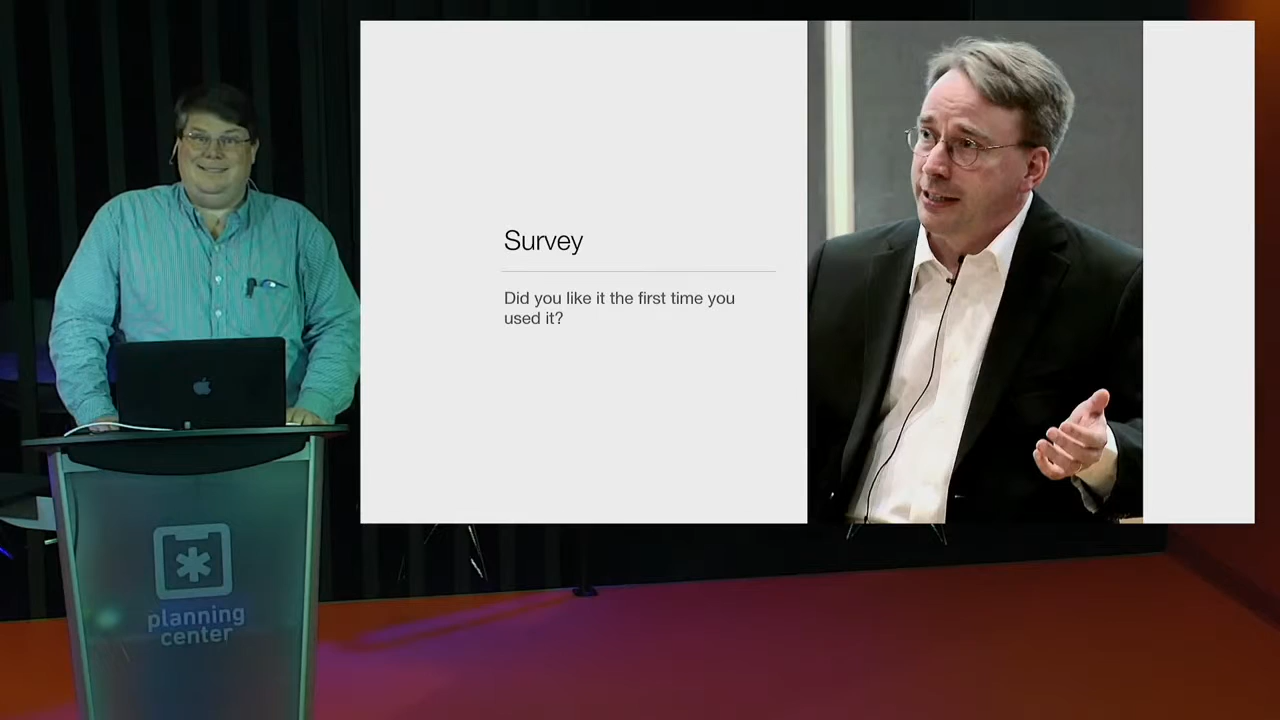 Survey
Did you like it the first time you
used it?
planning
center